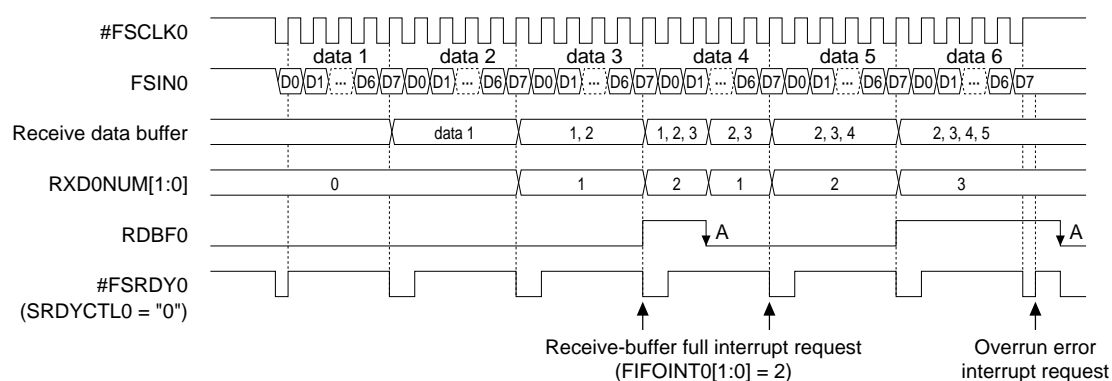 #FSCLK0
data 1 data 2 data 3 data 4 data 5 data 6
FSIN0 D0 D1 ... D6 D7 D0 D1 ... D6 D7 D0 D1 ... D6 D7 D0 D1 ... D6 D7 D0 D1 ... D6 D7 D0 D1 ... D6 D7
Receive data buffer data 1 1, 2 1, 2, 3 2, 3 2, 3, 4 2, 3, 4, 5
RXD0NUM[1:0] 0 1 2 1 2 3
RDBF0 A A
#FSRDY0
(SRDYCTL0 = "0")
Receive-buffer full interrupt request
(FIFOINT0[1:0] = 2)
Overrun error
interrupt request